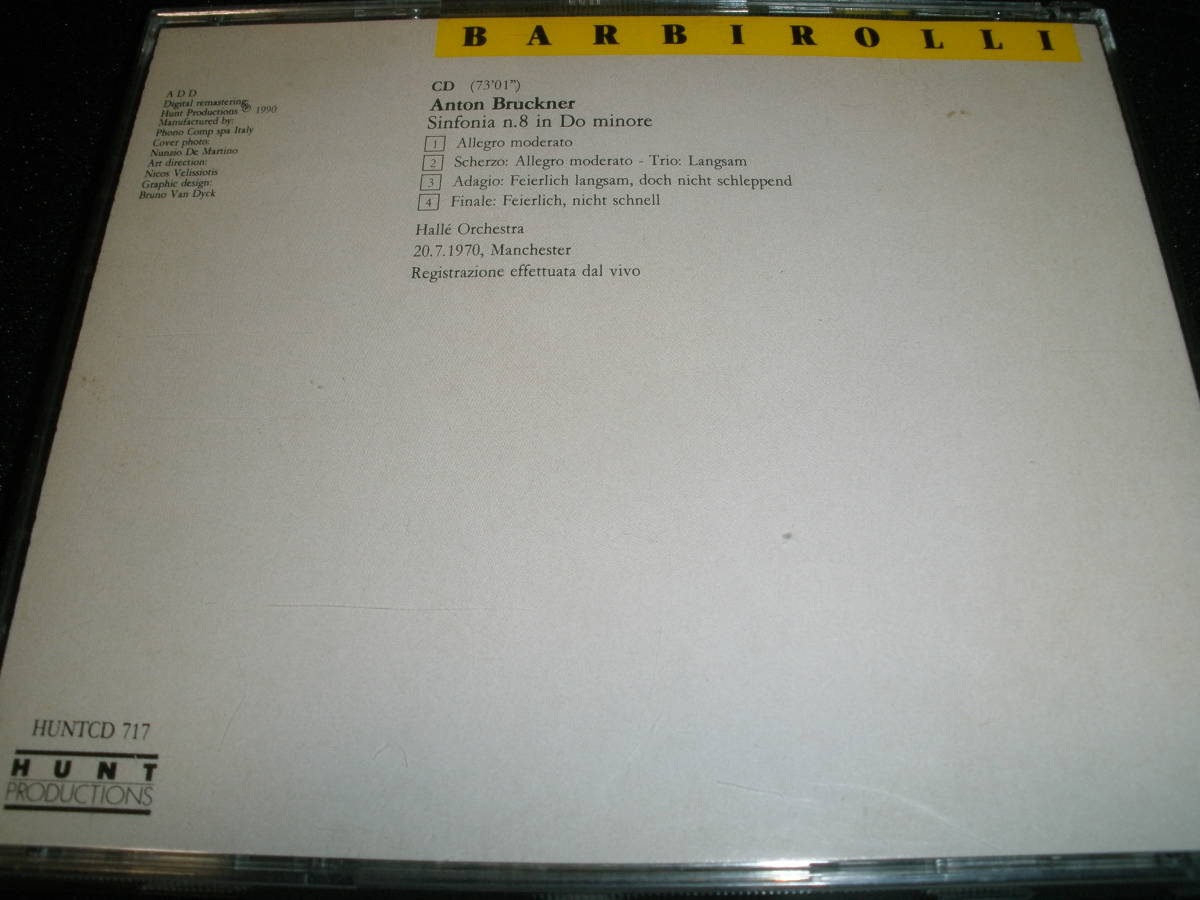 BARBIROLLI
ADD
Digital remastering:
Hunt Productions ℗ 1990
Manufactured by:
Phono Comp spa Italy
Cover photo:
Nunzio De Martino
Art direction:
Nicos Velissiotis
Graphic design:
Bruno Van Dyck
CD (73'01")
Anton Bruckner
Sinfonia n.8 in Do minore
1 Allegro moderato
2 Scherzo: Allegro moderato - Trio: Langsam
3 Adagio: Feierlich langsam, doch nicht schleppend
4 Finale: Feierlich, nicht schnell
Hallé Orchestra
20.7.1970, Manchester
Registrazione effettuata dal vivo
HUNTCD 717
HUNT
PRODUCTIONS